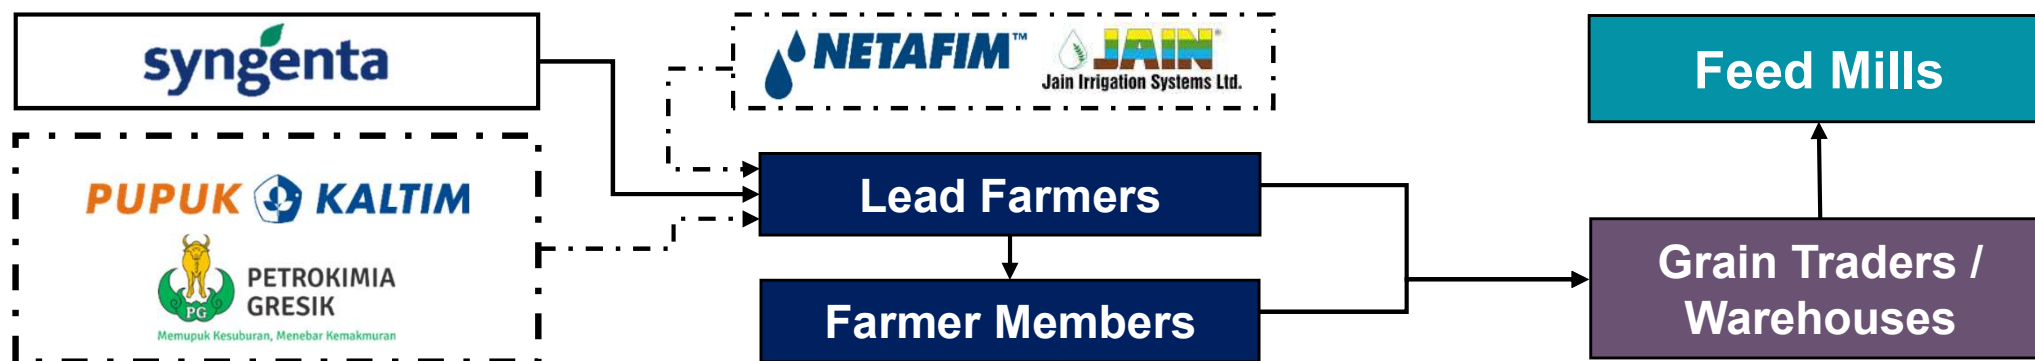 syngenta
NETAFIM™
JAIN®
Jain Irrigation Systems Ltd.
Feed Mills
PUPUK KALTIM
PETROKIMIA
GRESIK
PG
Memupuk Kesuburan, Menebar Kemakmuran
Lead Farmers
Farmer Members
Grain Traders /
Warehouses